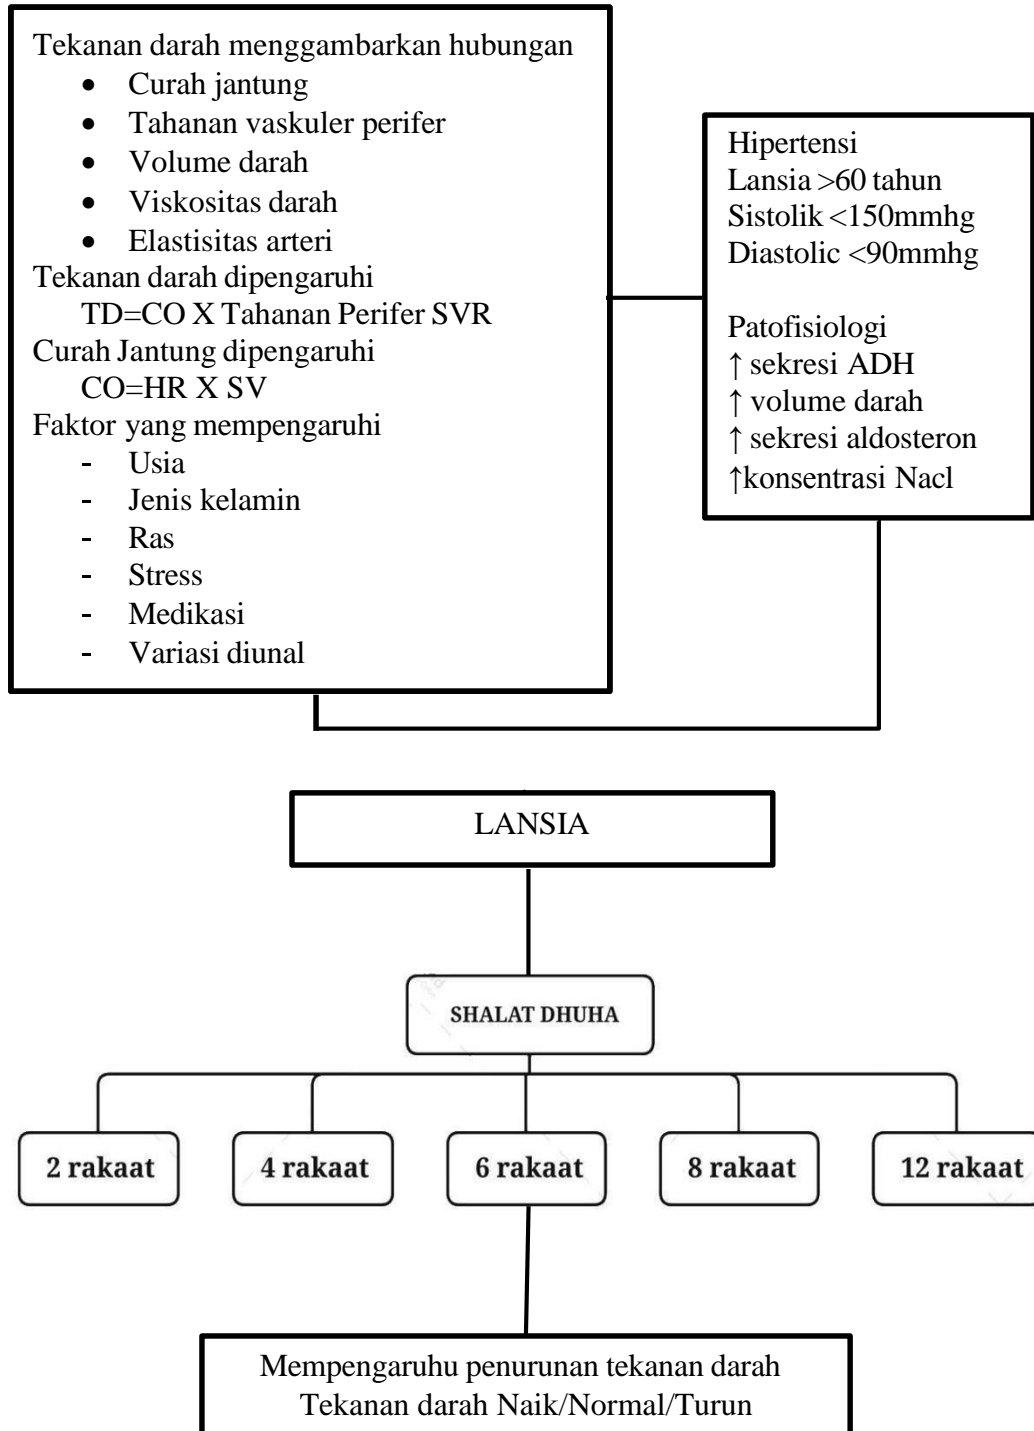 Tekanan darah menggambarkan hubungan
• Curah jantung
• Tahanan vaskuler perifer
• Volume darah
• Viskositas darah
• Elastisitas arteri
Tekanan darah dipengaruhi
TD=CO X Tahanan Perifer SVR
Curah Jantung dipengaruhi
CO=HR X SV
Faktor yang mempengaruhi
- Usia
- Jenis kelamin
- Ras
- Stress
- Medikasi
- Variasi diunal
Hipertensi
Lansia >60 tahun
Sistolik <150mmhg
Diastolic <90mmhg
Patofisiologi
↑ sekresi ADH
↑ volume darah
↑ sekresi aldosteron
↑konsentrasi Nacl
LANSIA
SHALAT DHUHA
2 rakaat
4 rakaat
6 rakaat
8 rakaat
12 rakaat
Mempengaruhu penurunan tekanan darah
Tekanan darah Naik/Normal/Turun